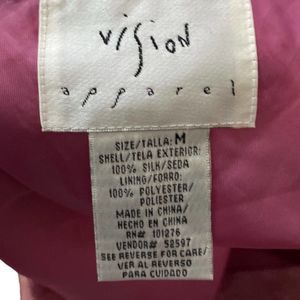 vision
apparel
SIZE/TALLA: M
SHELL/TELA EXTERIOR:
100% SILK/SEDA
LINING/FORRO:
100% POLYESTER/
POLIESTER
MADE IN CHINA/
HECHO EN CHINA
RN# 101276
VENDOR# 52597
SEE REVERSE FOR CARE/
VER AL DORSO
PARA CUIDADO